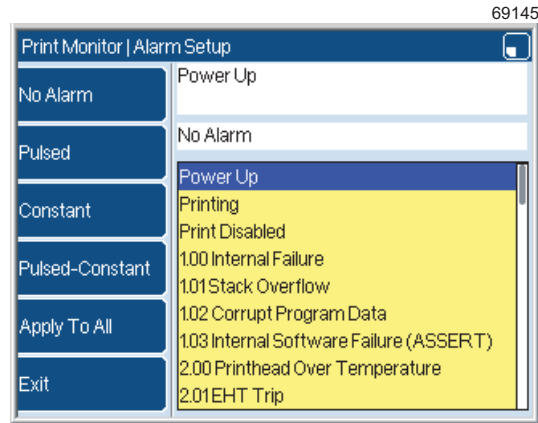 69145
Print Monitor | Alarm Setup
No Alarm
Pulsed
Constant
Pulsed-Constant
Apply To All
Exit
Power Up
No Alarm
Power Up
Printing
Print Disabled
1.00 Internal Failure
1.01 Stack Overflow
1.02 Corrupt Program Data
1.03 Internal Software Failure (ASSERT)
2.00 Printhead Over Temperature
2.01 EHT Trip